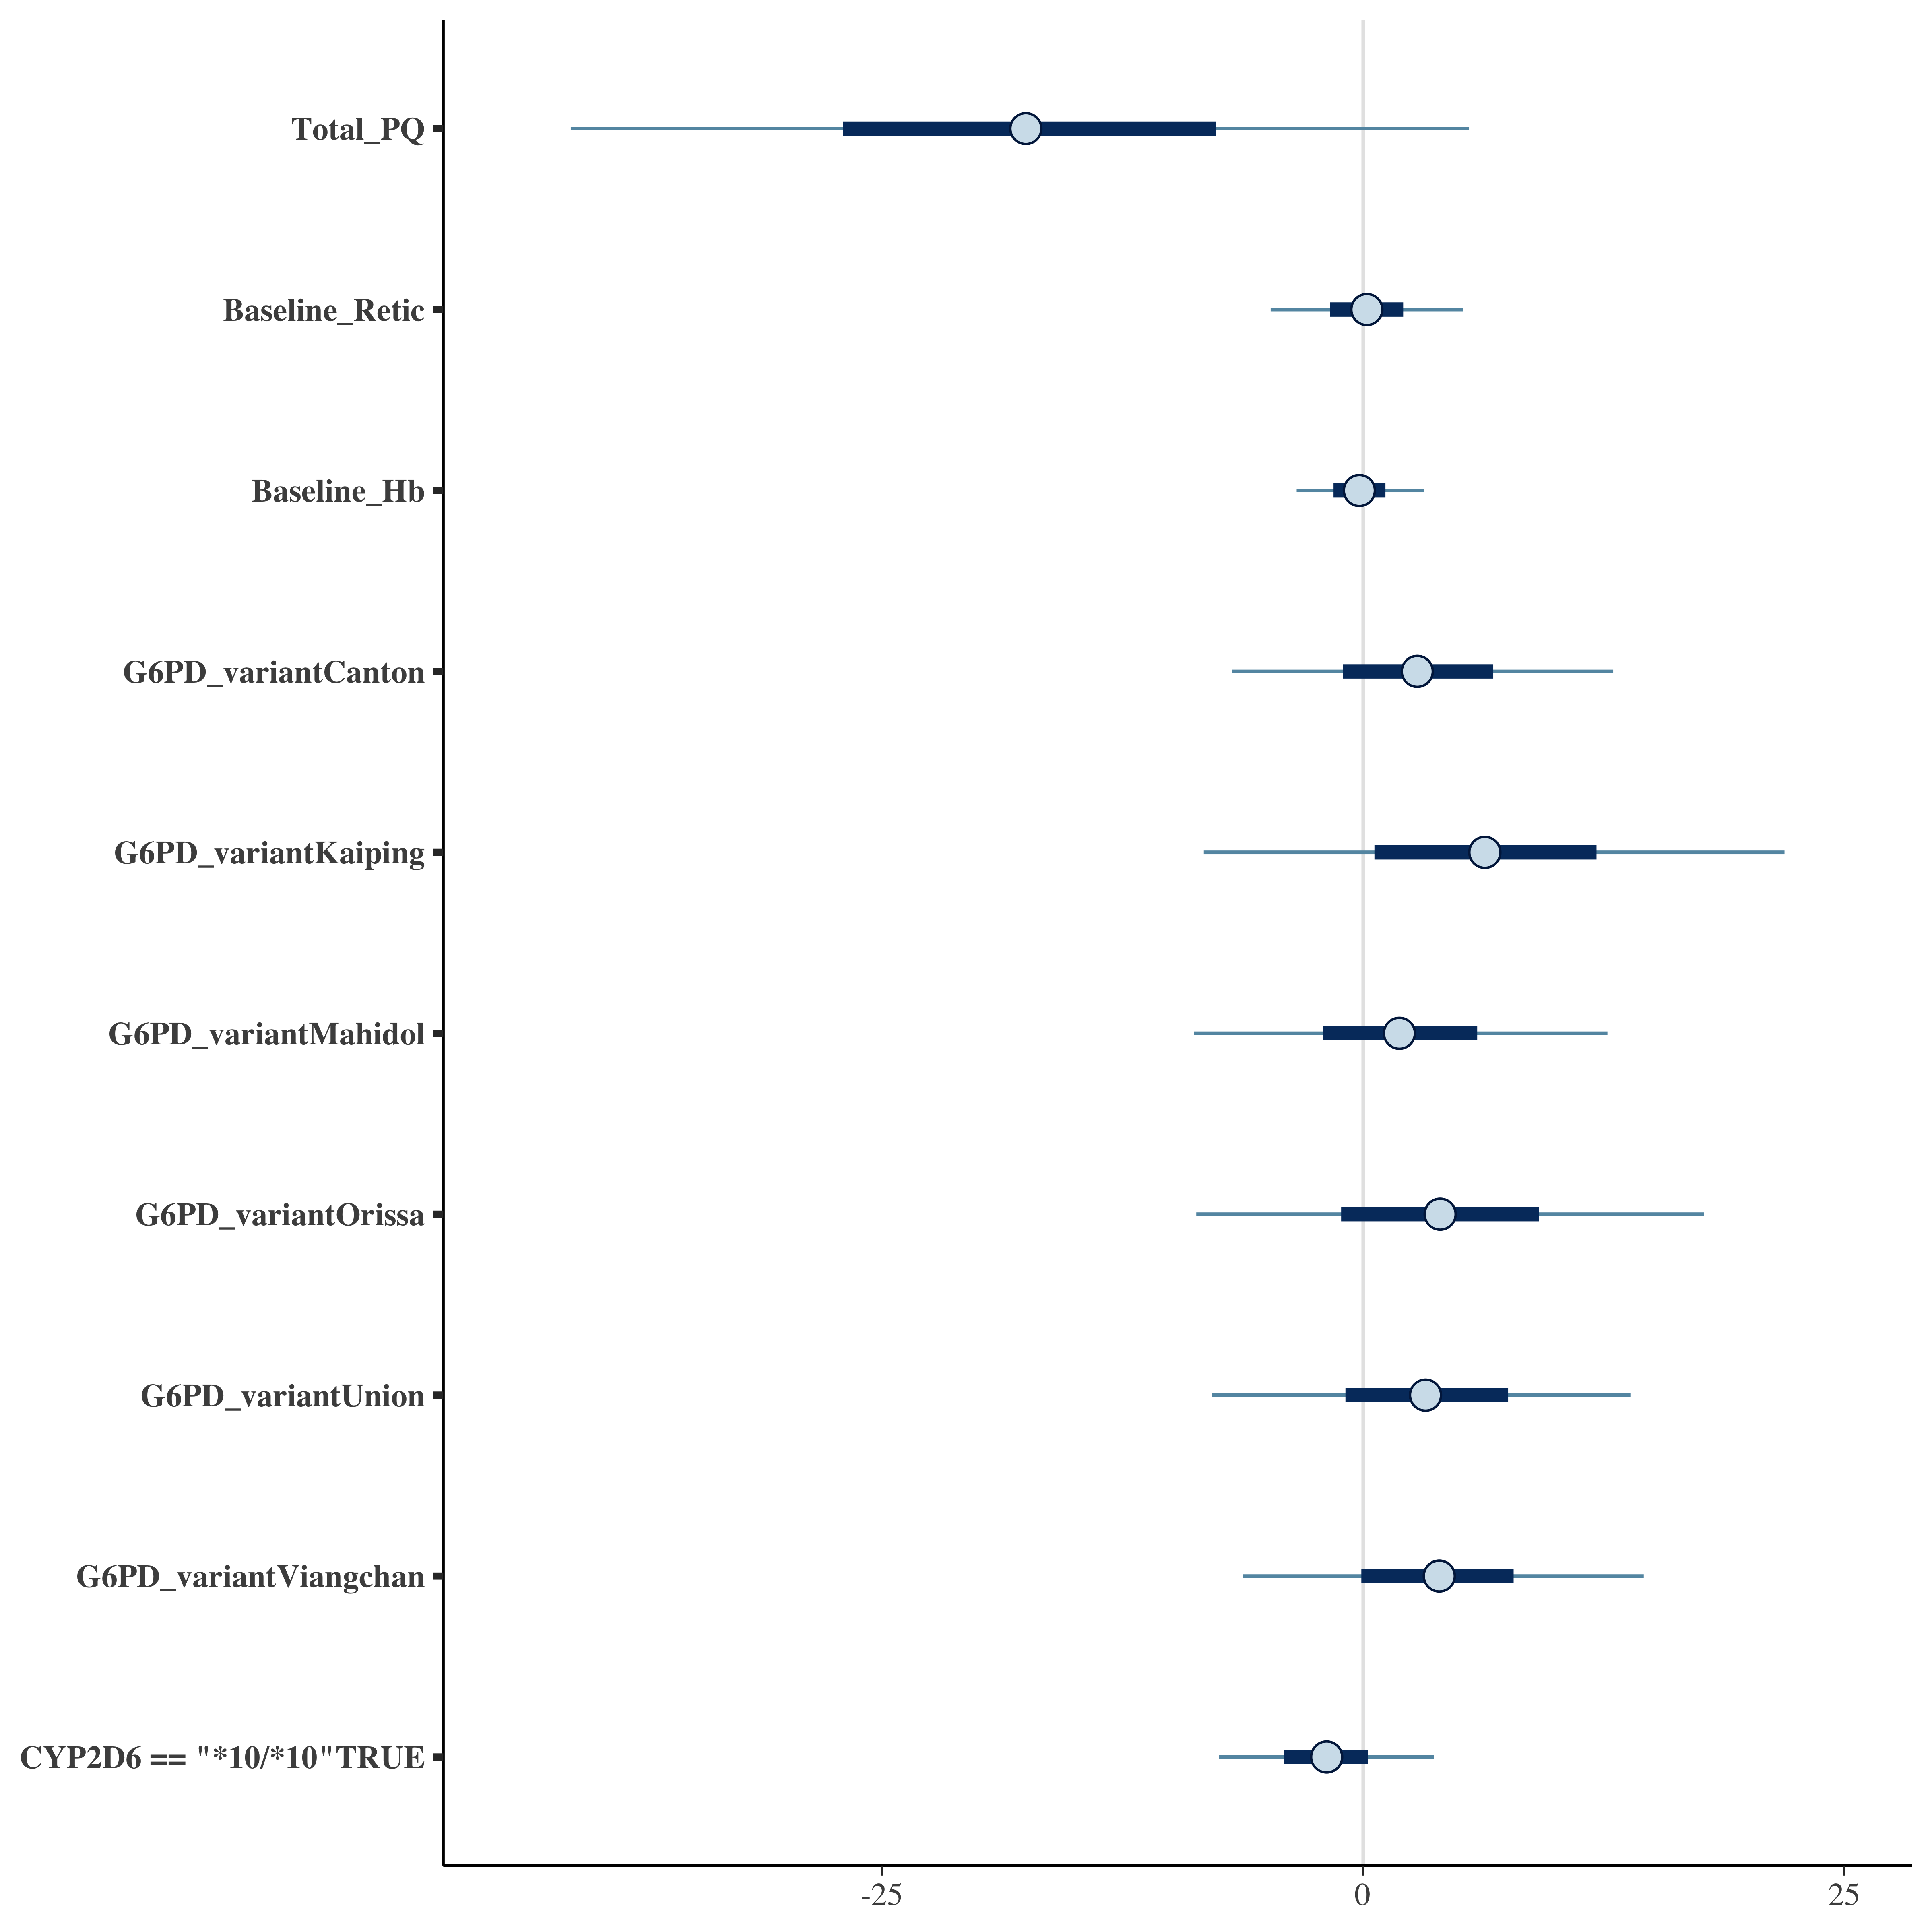 Total_PQ
Baseline_Retic
Baseline_Hb
G6PD_variantCanton
G6PD_variantKaiping
G6PD_variantMahidol
G6PD_variantOrissa
G6PD_variantUnion
G6PD_variantViangchan
CYP2D6 == "*10/*10"TRUE
-25 0 25